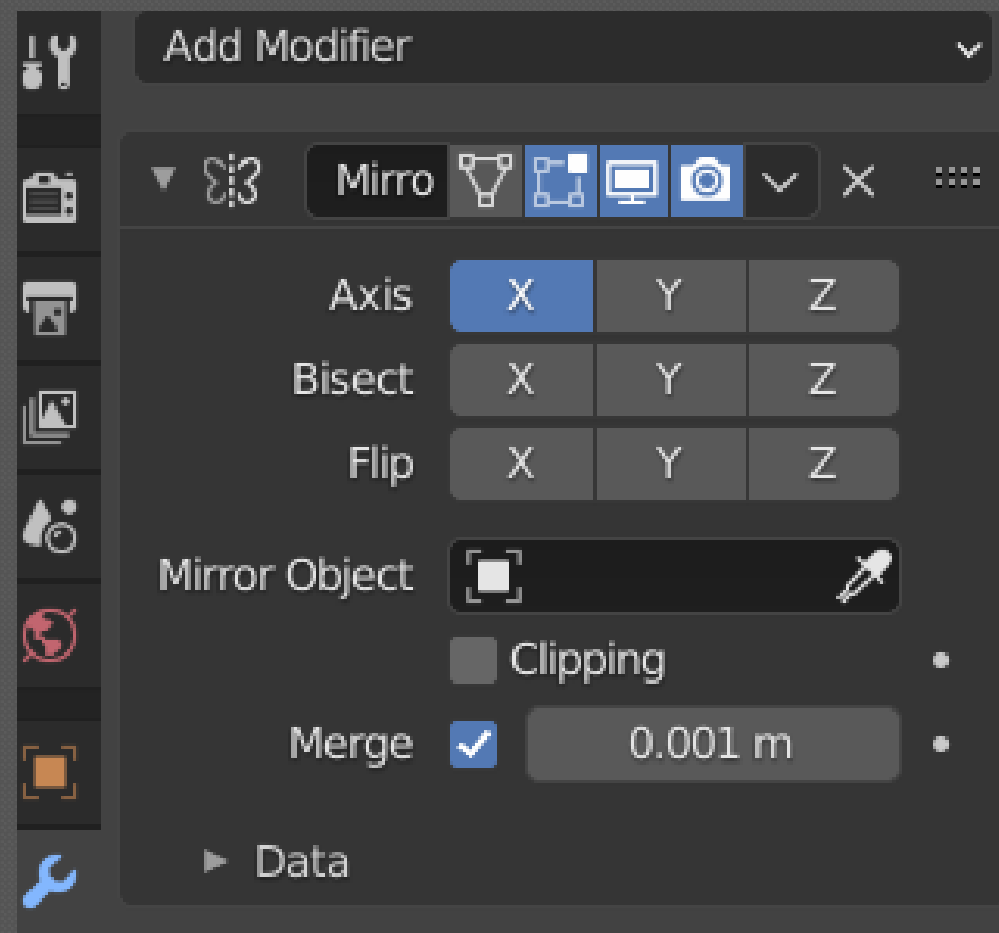 Add Modifier
Mirro
Axis X Y Z
Bisect X Y Z
Flip X Y Z
Mirror Object
Clipping
Merge 0.001 m
Data